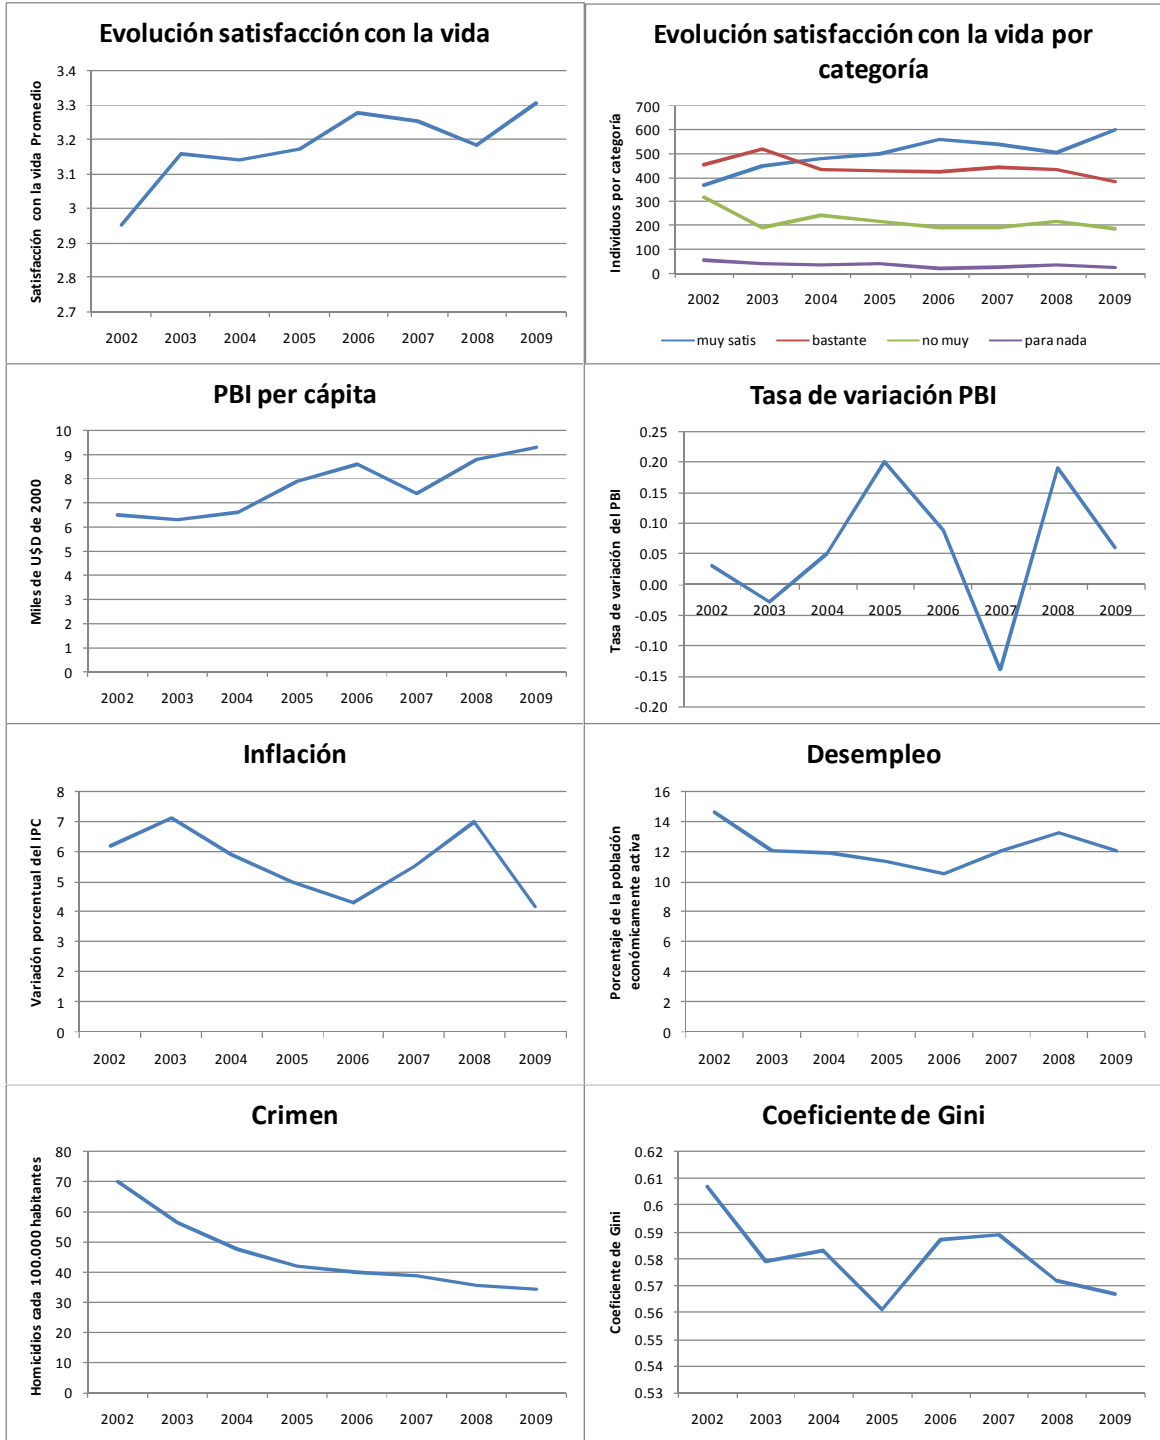 Evolución satisfacción con la vida
Satisfacción con la vida Promedio
3.4
3.3
3.2
3.1
3
2.9
2.8
2.7
2002 2003 2004 2005 2006 2007 2008 2009
Evolución satisfacción con la vida por
categoría
Individuos por categoría
700
600
500
400
300
200
100
0
2002 2003 2004 2005 2006 2007 2008 2009
muy satis bastante no muy para nada
PBI per cápita
Miles de U$D de 2000
10
9
8
7
6
5
4
3
2
1
0
2002 2003 2004 2005 2006 2007 2008 2009
Tasa de variación PBI
Tasa de variación del PBI
0.25
0.20
0.15
0.10
0.05
0.00
-0.05
-0.10
-0.15
-0.20
2002 2003 2004 2005 2006 2007 2008 2009
Inflación
Variadón porcentual del IPC
8
7
6
5
4
3
2
1
0
2002 2003 2004 2005 2006 2007 2008 2009
Desempleo
Porcentaje de la población
económicamente activa
16
14
12
10
8
6
4
2
0
2002 2003 2004 2005 2006 2007 2008 2009
Crimen
Homicidios cada 100.000 habitantes
80
70
60
50
40
30
20
10
0
2002 2003 2004 2005 2006 2007 2008 2009
Coeficiente de Gini
Coeficiente de Gini
0.62
0.61
0.6
0.59
0.58
0.57
0.56
0.55
0.54
0.53
2002 2003 2004 2005 2006 2007 2008 2009